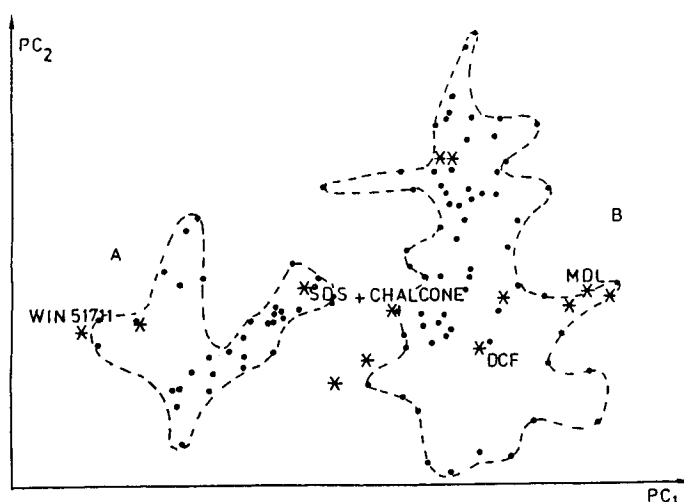 PC2
A
B
MDL
SDS + CHALCONE
WIN 51711
DCF
PC1